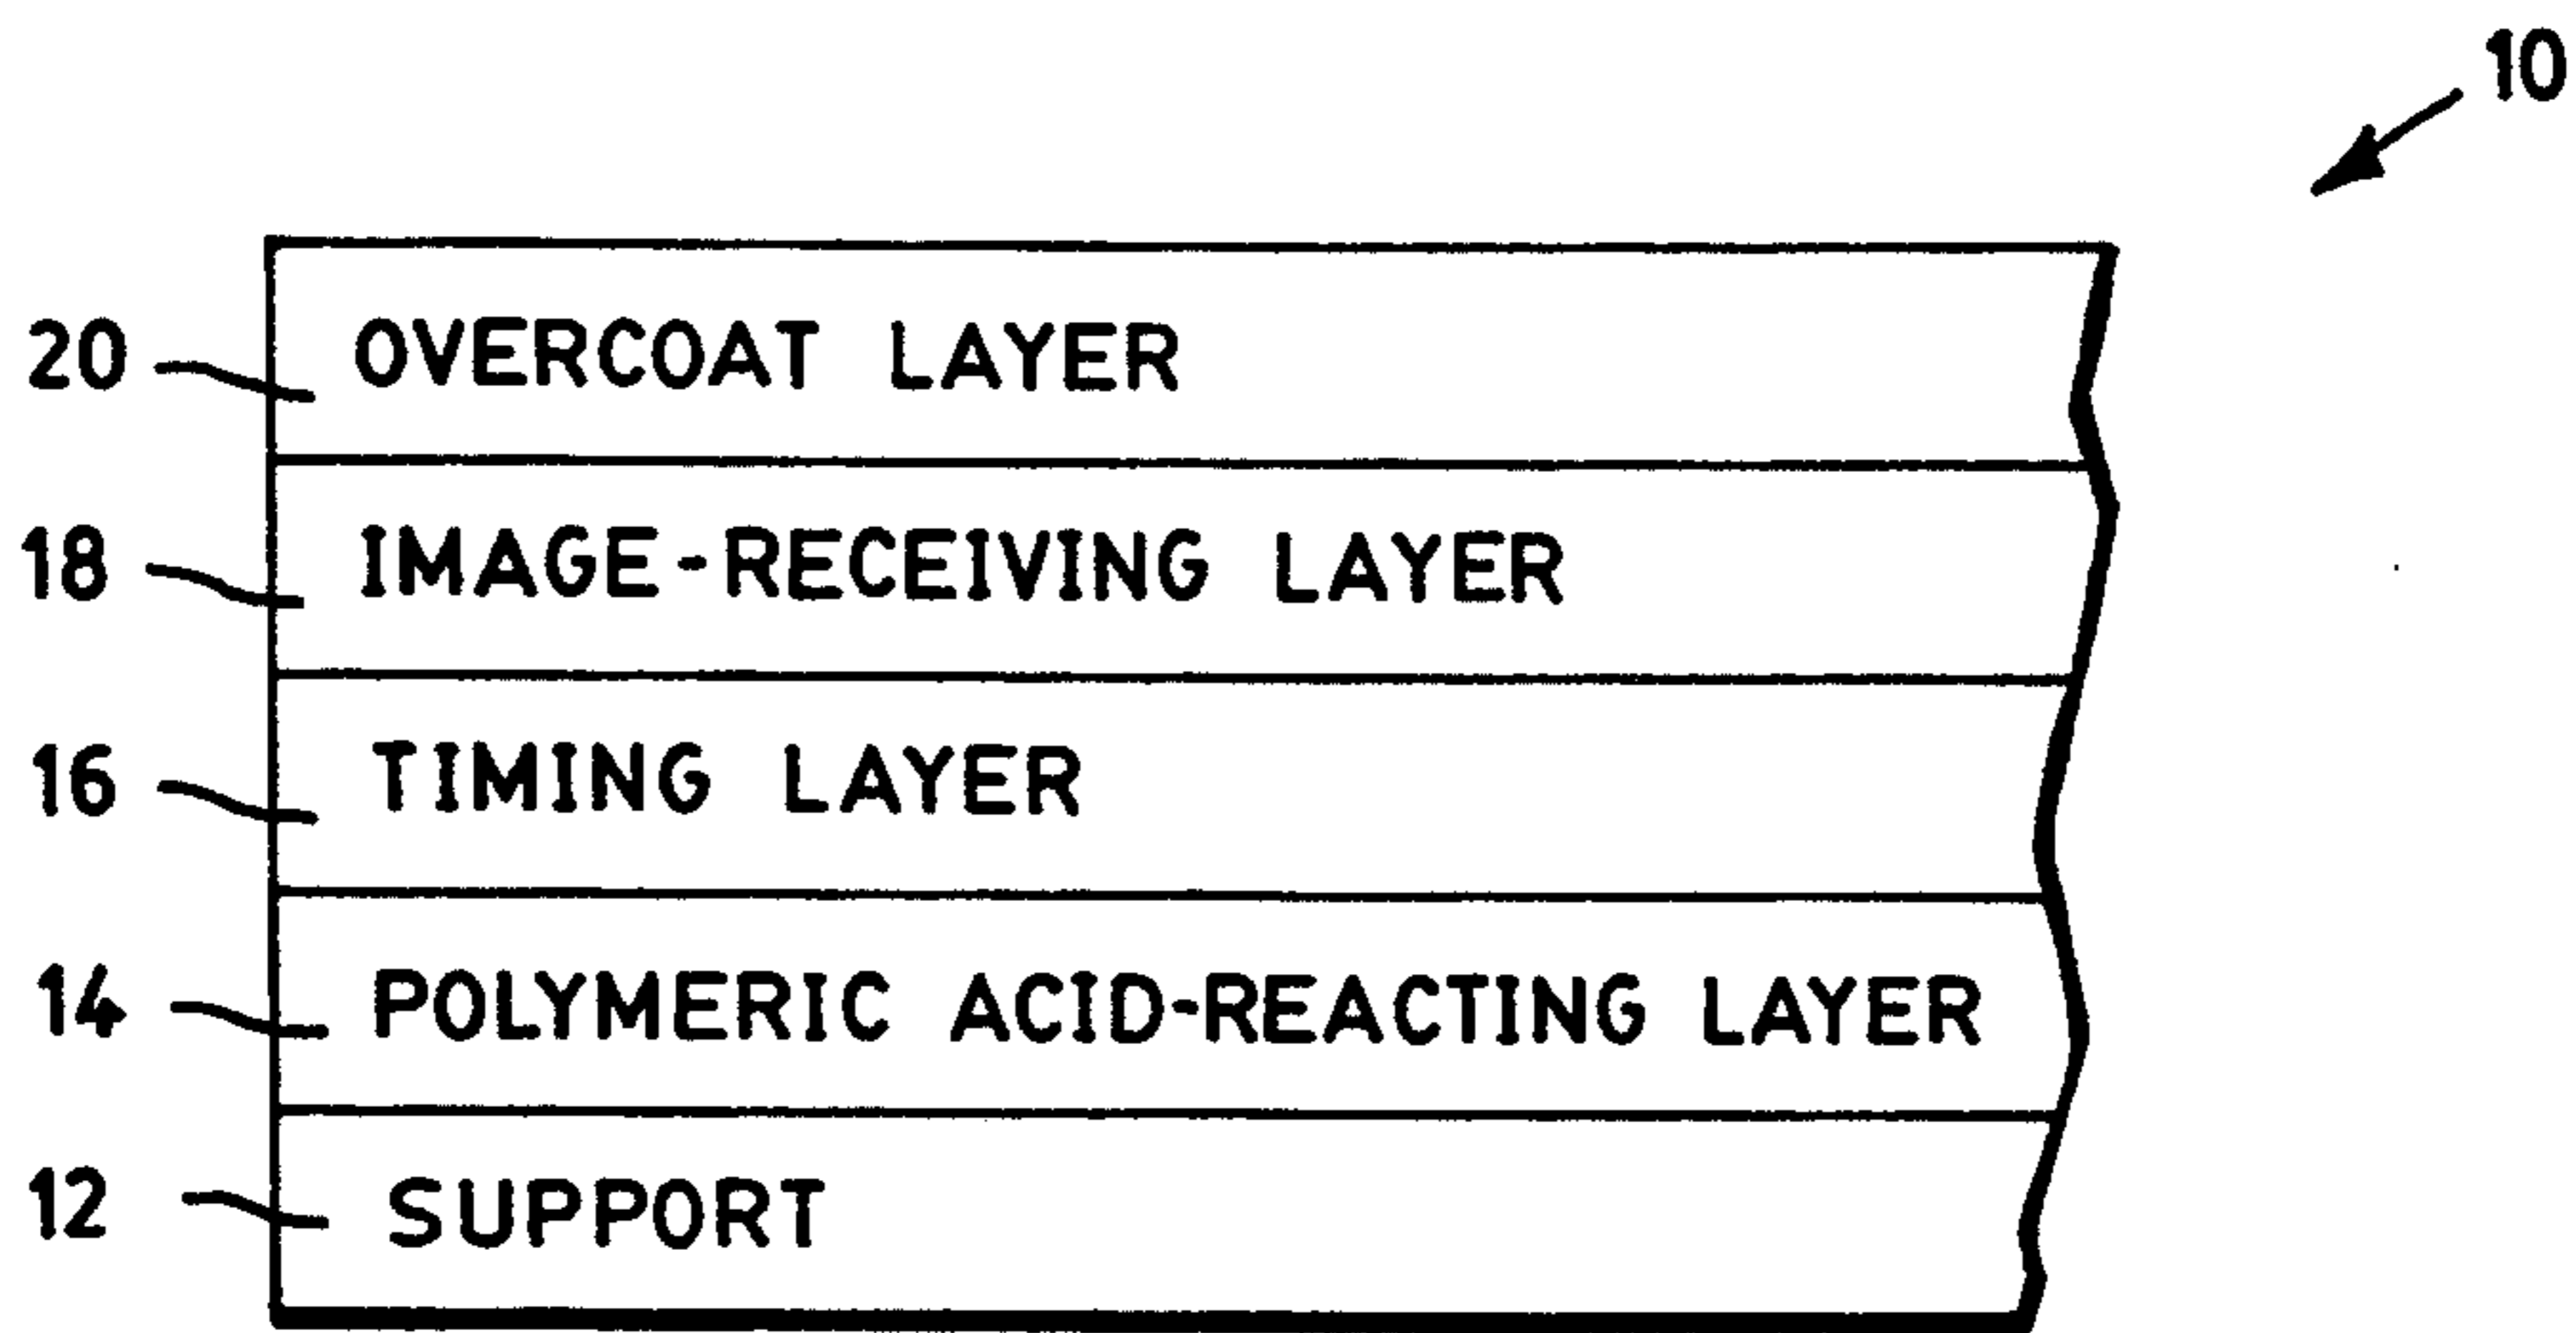 10
20 OVERCOAT LAYER
18 IMAGE-RECEIVING LAYER
16 TIMING LAYER
14 POLYMERIC ACID-REACTING LAYER
12 SUPPORT